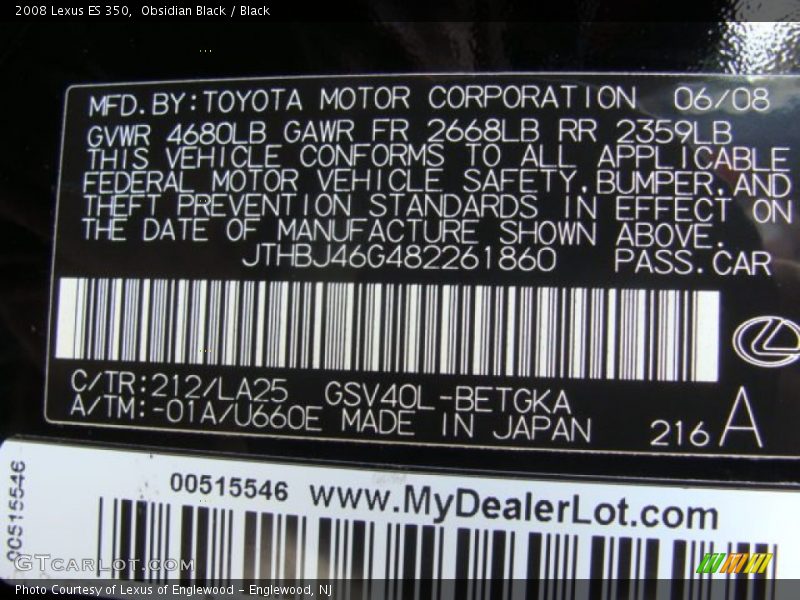 2008 Lexus ES 350,  Obsidian Black / Black
MFD. BY: TOYOTA MOTOR CORPORATION 06/08
GVWR 4680LB GAWR FR 2668LB RR 2359LB
THIS VEHICLE CONFORMS TO ALL APPLICABLE
FEDERAL MOTOR VEHICLE SAFETY, BUMPER, AND
THEFT PREVENTION STANDARDS IN EFFECT ON
THE DATE OF MANUFACTURE SHOWN ABOVE.
JTHBJ46G482261860 PASS. CAR
C/TR: 212/LA25 GSV40L-BETGKA
A/TM: -01A/U660E MADE IN JAPAN
216 A
00515546
00515546 www.MyDealerLot.com
GTCARLOT.COM
Photo Courtesy of Lexus of Englewood – Englewood, NJ